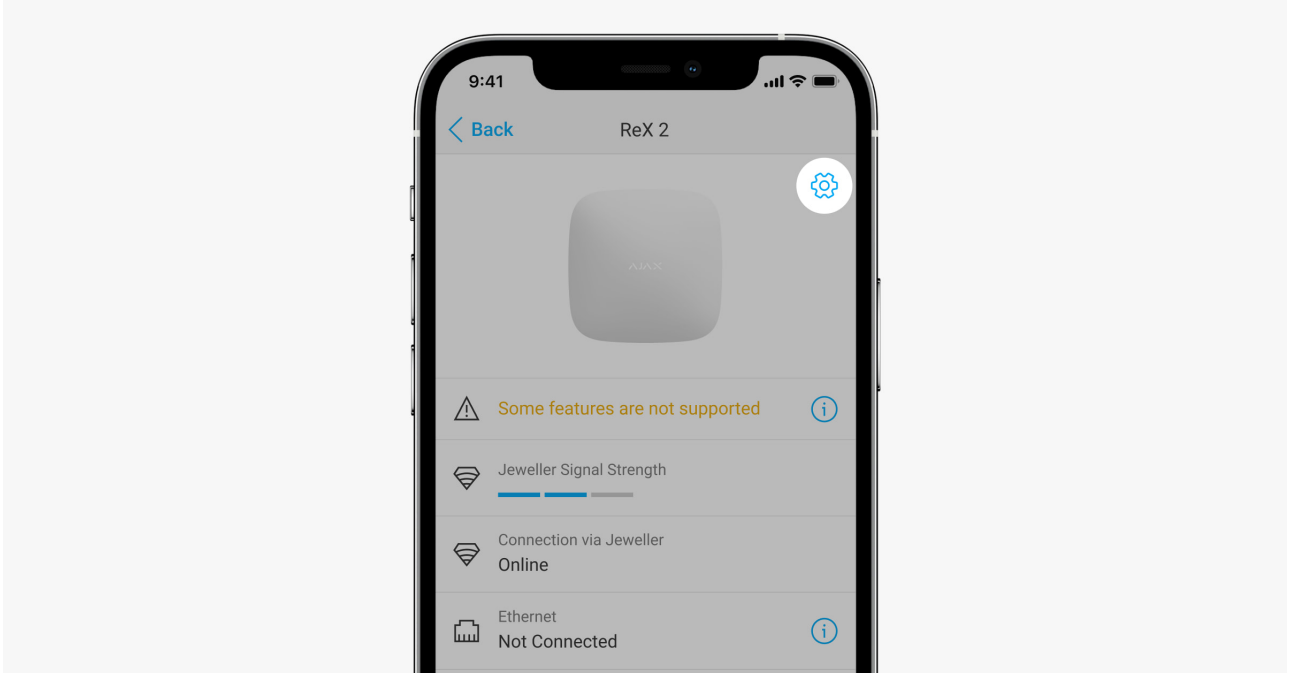 9:41
Back
ReX 2
AJAX
Some features are not supported
Jeweller Signal Strength
Connection via Jeweller
Online
Ethernet
Not Connected